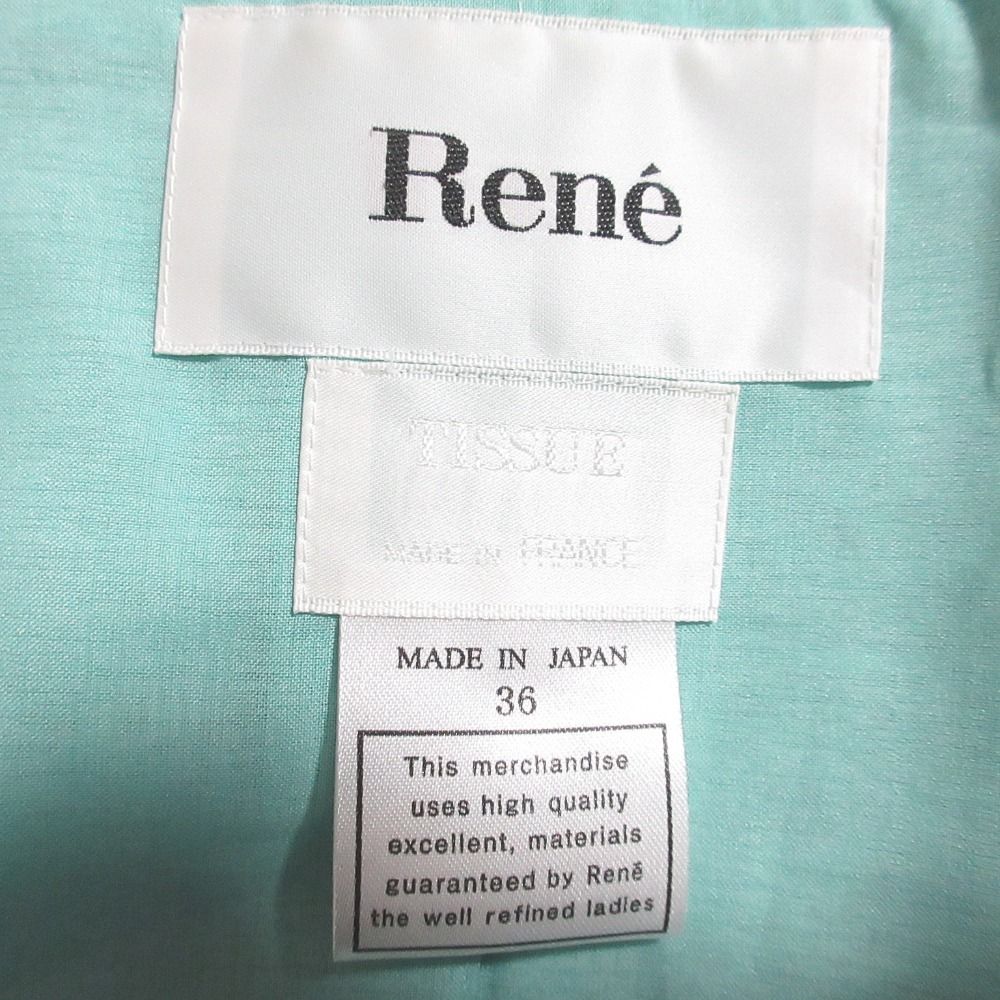 René
TISSUE
MADE IN FRANCE
MADE IN JAPAN
36
This merchandise
uses high quality
excellent, materials
guaranteed by Renē
the well refined ladies